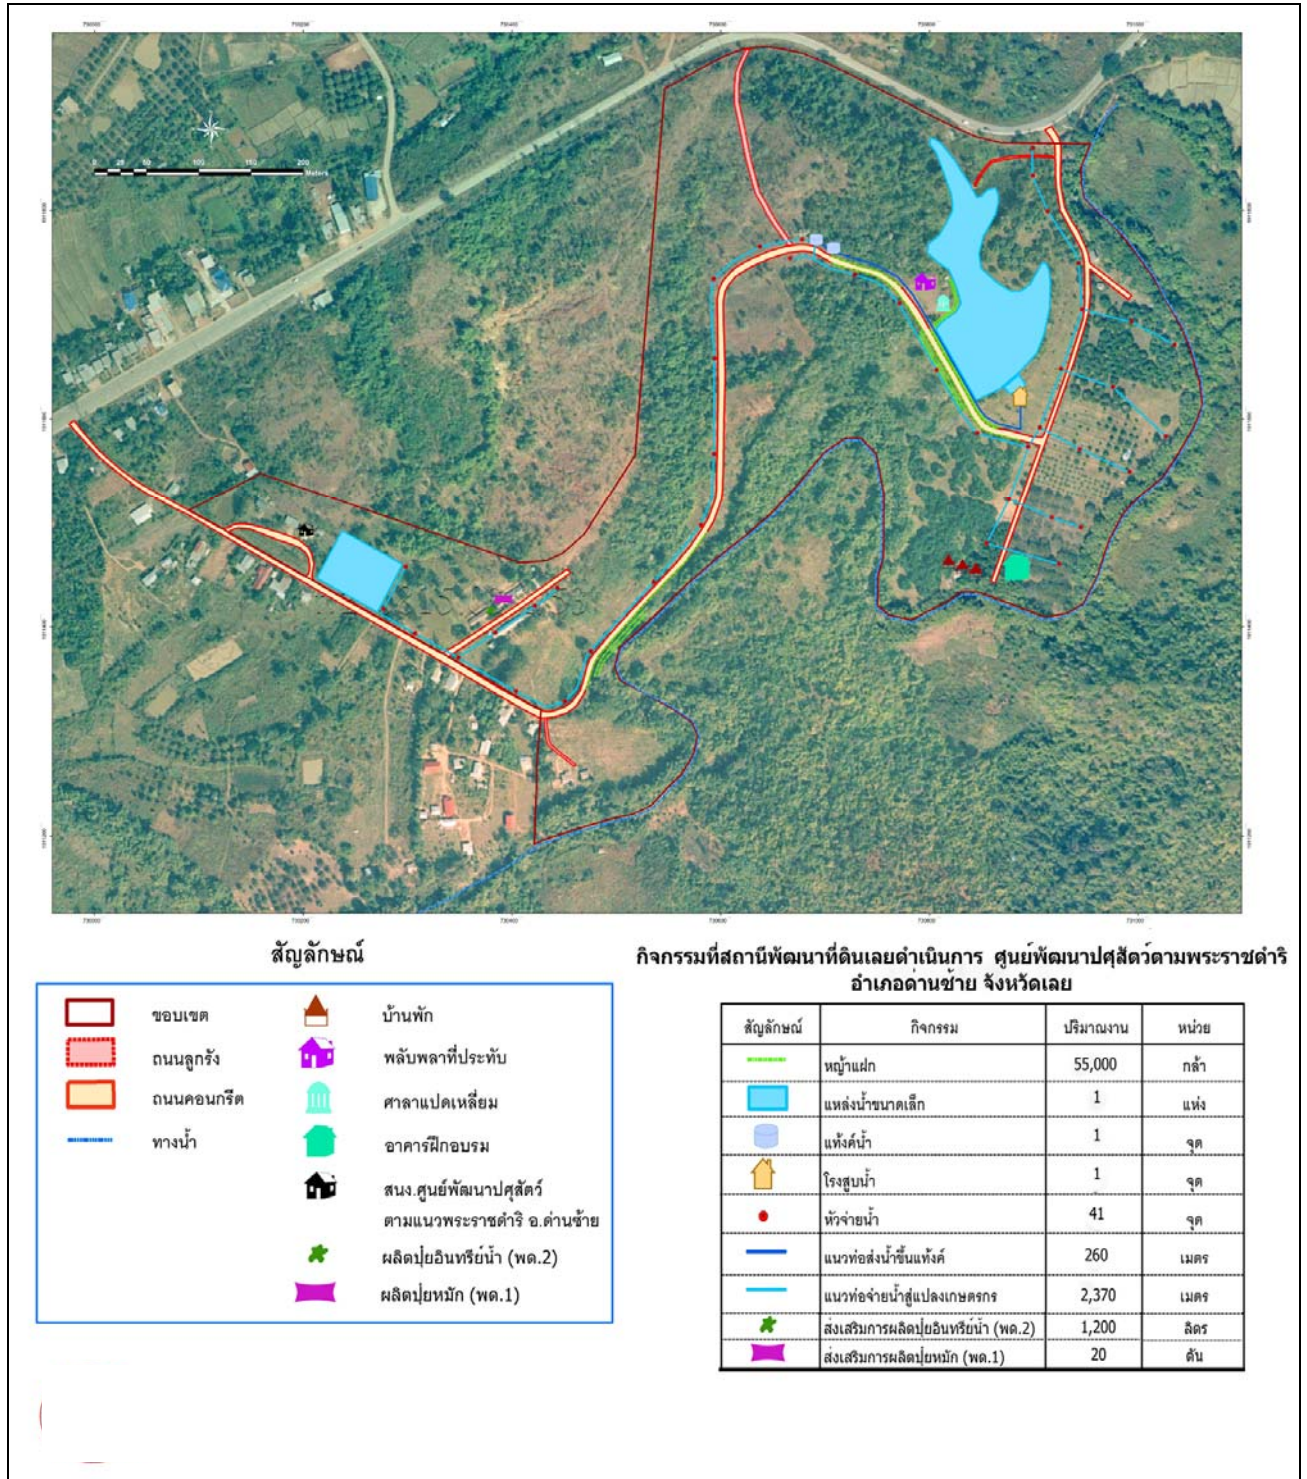 730000 730200 730400 730600 730800 731000
0 25 50 100 150 200
Meters
730000 730200 730400 730600 730800 731000
สัญลักษณ์
ขอบเขต
ถนนลูกรัง
ถนนคอนกรีต
ทางน้ำ
บ้านพัก
พลับพลาที่ประทับ
ศาลาแปดเหลี่ยม
อาคารฝึกอบรม
สนง.ศูนย์พัฒนาปศุสัตว์
ตามแนวพระราชดำริ อ.ด่านซ้าย
ผลิตปุ๋ยอินทรีย์น้ำ (พด.2)
ผลิตปุ๋ยหมัก (พด.1)
กิจกรรมที่สถานีพัฒนาที่ดินเลยดำเนินการ ศูนย์พัฒนาปศุสัตว์ตามพระราชดำริ
อำเภอด่านซ้าย จังหวัดเลย
สัญลักษณ์ กิจกรรม ปริมาณงาน หน่วย
หญ้าแฝก 55,000 กล้า
แหล่งน้ำขนาดเล็ก 1 แห่ง
แท้งค์น้ำ 1 จุด
โรงสูบน้ำ 1 จุด
หัวจ่ายน้ำ 41 จุด
แนวท่อส่งน้ำขึ้นแท้งค์ 260 เมตร
แนวท่อจ่ายน้ำสู่แปลงเกษตรกร 2,370 เมตร
ส่งเสริมการผลิตปุ๋ยอินทรีย์น้ำ (พด.2) 1,200 ลิตร
ส่งเสริมการผลิตปุ๋ยหมัก (พด.1) 20 ตัน